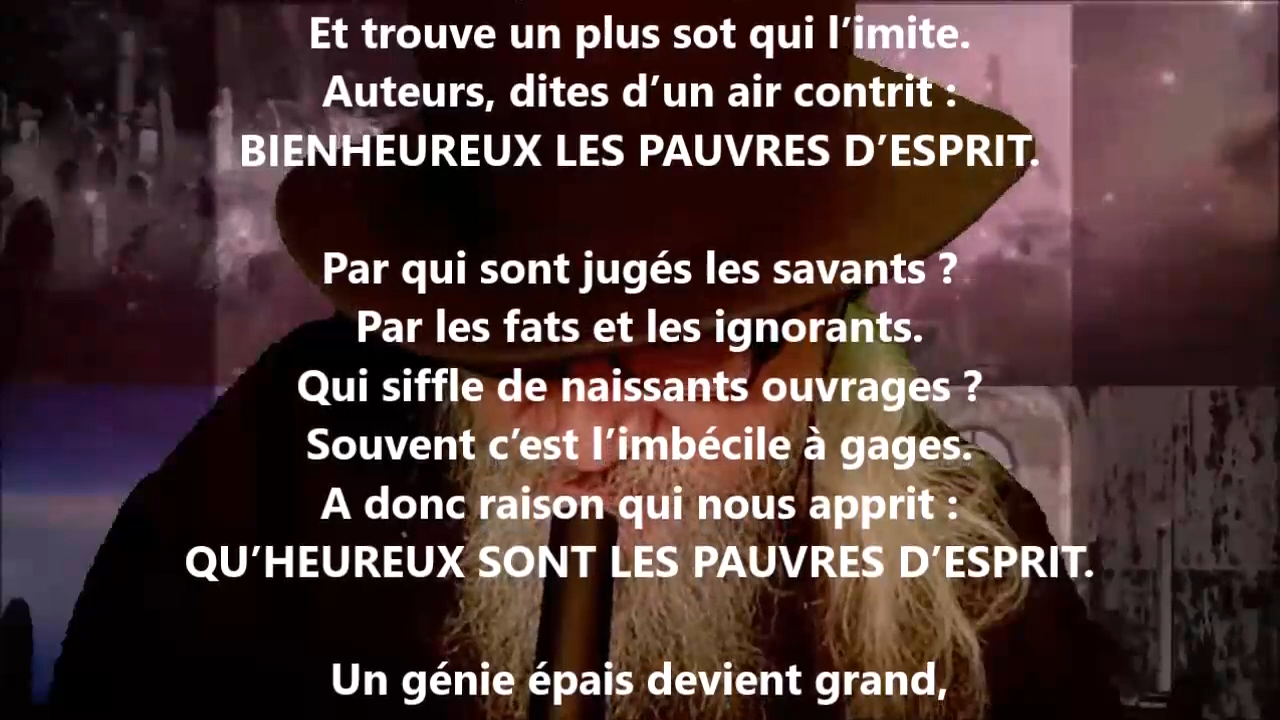 Et trouve un plus sot qui l’imite.
Auteurs, dites d’un air contrit :
BIENHEUREUX LES PAUVRES D’ESPRIT.
Par qui sont jugés les savants ?
Par les fats et les ignorants.
Qui siffle de naissants ouvrages ?
Souvent c’est l’imbécile à gages.
A donc raison qui nous apprit :
QU’HEUREUX SONT LES PAUVRES D’ESPRIT.
Un génie épais devient grand,